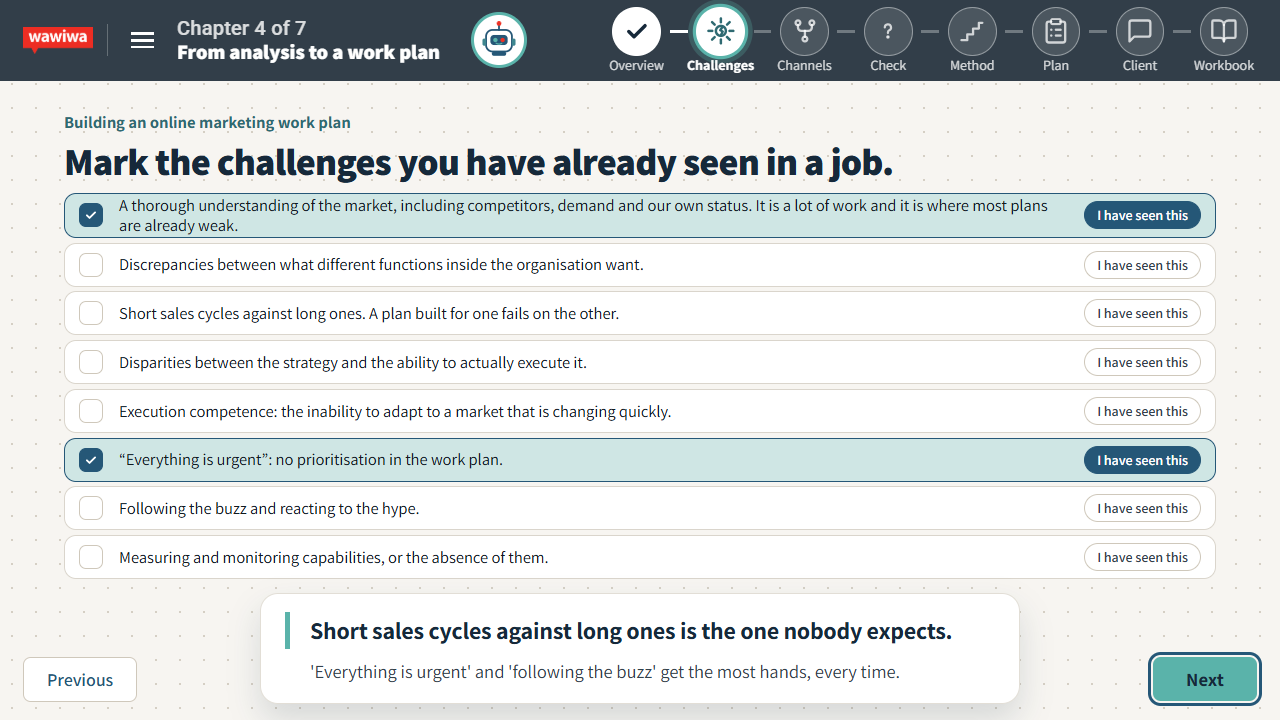 wawiwa
Chapter 4 of 7
From analysis to a work plan
Overview
Challenges
Channels
?
Check
Method
Plan
Client
Workbook
Building an online marketing work plan
Mark the challenges you have already seen in a job.
A thorough understanding of the market, including competitors, demand and our own status. It is a lot of work and it is where most plans
are already weak.
I have seen this
Discrepancies between what different functions inside the organisation want.
I have seen this
Short sales cycles against long ones. A plan built for one fails on the other.
I have seen this
Disparities between the strategy and the ability to actually execute it.
I have seen this
Execution competence: the inability to adapt to a market that is changing quickly.
I have seen this
“Everything is urgent”: no prioritisation in the work plan.
I have seen this
Following the buzz and reacting to the hype.
I have seen this
Measuring and monitoring capabilities, or the absence of them.
I have seen this
Short sales cycles against long ones is the one nobody expects.
'Everything is urgent' and 'following the buzz' get the most hands, every time.
Previous
Next